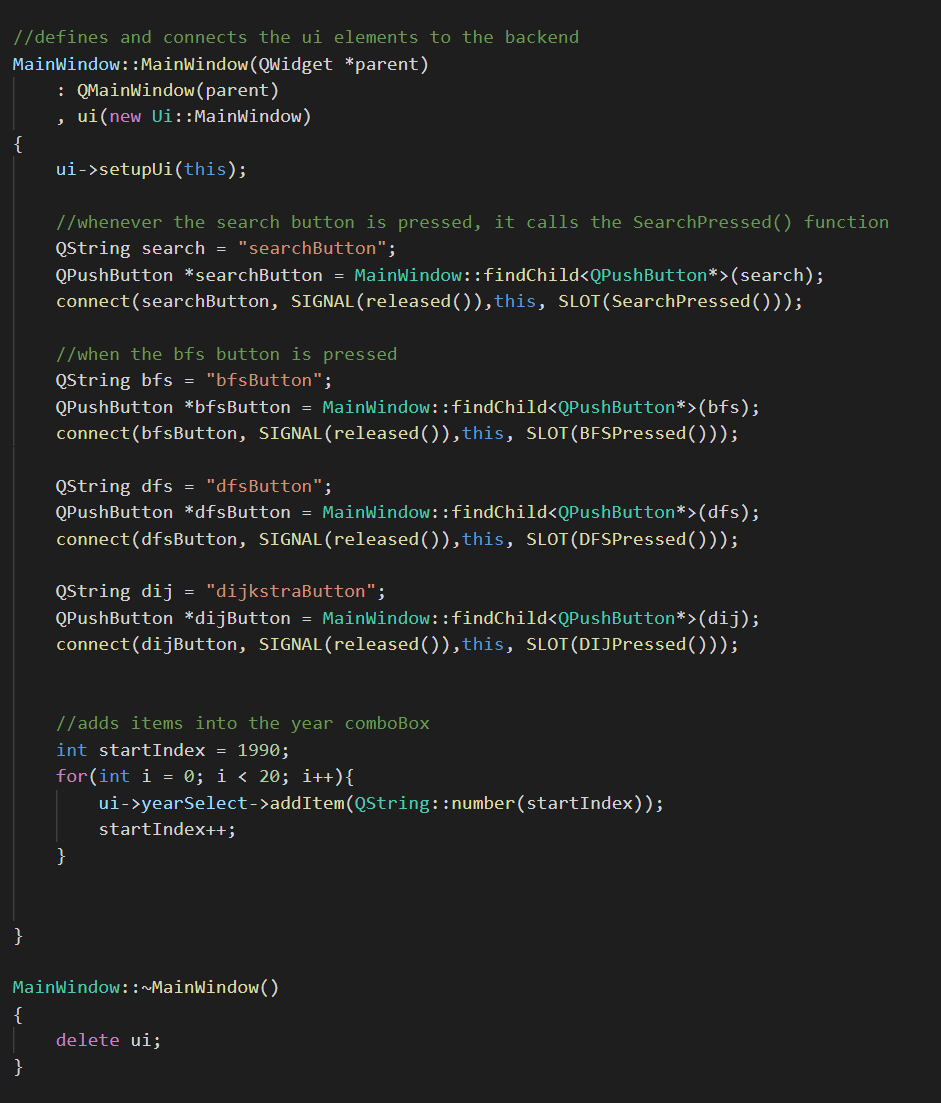 //defines and connects the ui elements to the backend
MainWindow::MainWindow(QWidget *parent)
    : QMainWindow(parent)
    , ui(new Ui::MainWindow)
{
    ui->setupUi(this);

    //whenever the search button is pressed, it calls the SearchPressed() function
    QString search = "searchButton";
    QPushButton *searchButton = MainWindow::findChild<QPushButton*>(search);
    connect(searchButton, SIGNAL(released()),this, SLOT(SearchPressed()));

    //when the bfs button is pressed
    QString bfs = "bfsButton";
    QPushButton *bfsButton = MainWindow::findChild<QPushButton*>(bfs);
    connect(bfsButton, SIGNAL(released()),this, SLOT(BFSPressed()));

    QString dfs = "dfsButton";
    QPushButton *dfsButton = MainWindow::findChild<QPushButton*>(dfs);
    connect(dfsButton, SIGNAL(released()),this, SLOT(DFSPressed()));

    QString dij = "dijkstraButton";
    QPushButton *dijButton = MainWindow::findChild<QPushButton*>(dij);
    connect(dijButton, SIGNAL(released()),this, SLOT(DIJPressed()));


    //adds items into the year comboBox
    int startIndex = 1990;
    for(int i = 0; i < 20; i++){
        ui->yearSelect->addItem(QString::number(startIndex));
        startIndex++;
    }


}

MainWindow::~MainWindow()
{
    delete ui;
}